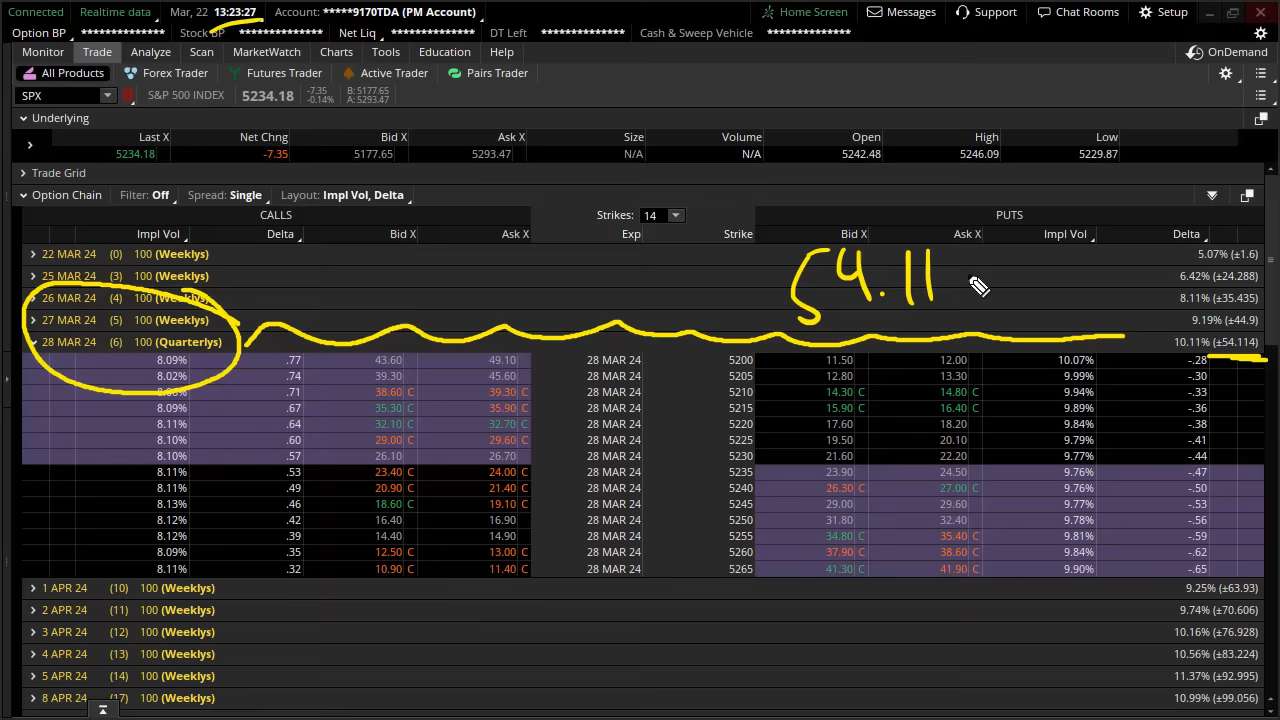 Connected Realtime data Mar, 22 13:23:27 Account: *****9170TDA (PM Account) Home Screen Messages Support Chat Rooms Setup
Option BP ************* Stock BP ************* Net Liq ************* DT Left ************* Cash & Sweep Vehicle *************
Monitor Trade Analyze Scan MarketWatch Charts Tools Education Help OnDemand
All Products Forex Trader Futures Trader Active Trader Pairs Trader
SPX S&P 500 INDEX 5234.18 -7.35 -0.14% B: 5177.65 A: 5293.47
Underlying
Last X Net Chng Bid X Ask X Size Volume Open High Low
5234.18 -7.35 5177.65 5293.47 N/A N/A 5242.48 5246.09 5229.87
Trade Grid
Option Chain Filter: Off Spread: Single Layout: Impl Vol, Delta
CALLS Strikes: 14 PUTS
Impl Vol Delta Bid X Ask X Exp Strike Bid X Ask X Impl Vol Delta
22 MAR 24 (0) 100 (Weeklys) 5.07% (±1.6)
25 MAR 24 (3) 100 (Weeklys) 6.42% (±24.288)
54.11
26 MAR 24 (4) 100 (Weeklys) 8.11% (±35.435)
27 MAR 24 (5) 100 (Weeklys) 9.19% (±44.9)
28 MAR 24 (6) 100 (Quarterlys) 10.11% (±54.114)
8.09% .77 43.60 49.10 28 MAR 24 5200 11.50 12.00 10.07% -.28
8.02% .74 39.30 45.60 28 MAR 24 5205 12.80 13.30 9.99% -.30
.71 38.60 C 39.30 C 28 MAR 24 5210 14.30 C 14.80 C 9.94% -.33
8.09% .67 35.30 C 35.90 C 28 MAR 24 5215 15.90 C 16.40 C 9.89% -.36
8.11% .64 32.10 C 32.70 C 28 MAR 24 5220 17.60 18.20 9.84% -.38
8.10% .60 29.00 C 29.60 C 28 MAR 24 5225 19.50 20.10 9.79% -.41
8.10% .57 26.10 26.70 28 MAR 24 5230 21.60 22.20 9.77% -.44
8.11% .53 23.40 C 24.00 C 28 MAR 24 5235 23.90 24.50 9.76% -.47
8.11% .49 20.90 C 21.40 C 28 MAR 24 5240 26.30 C 27.00 C 9.76% -.50
8.13% .46 18.60 C 19.10 C 28 MAR 24 5245 29.00 29.60 9.77% -.53
8.12% .42 16.40 16.90 28 MAR 24 5250 31.80 32.40 9.78% -.56
8.12% .39 14.40 14.90 28 MAR 24 5255 34.80 C 35.40 C 9.81% -.59
8.09% .35 12.50 C 13.00 C 28 MAR 24 5260 37.90 C 38.60 C 9.84% -.62
8.11% .32 10.90 C 11.40 C 28 MAR 24 5265 41.30 C 41.90 C 9.90% -.65
1 APR 24 (10) 100 (Weeklys) 9.25% (±63.93)
2 APR 24 (11) 100 (Weeklys) 9.74% (±70.606)
3 APR 24 (12) 100 (Weeklys) 10.16% (±76.928)
4 APR 24 (13) 100 (Weeklys) 10.56% (±83.224)
5 APR 24 (14) 100 (Weeklys) 11.37% (±92.995)
8 APR 24 (17) 100 (Weeklys) 10.99% (±99.056)